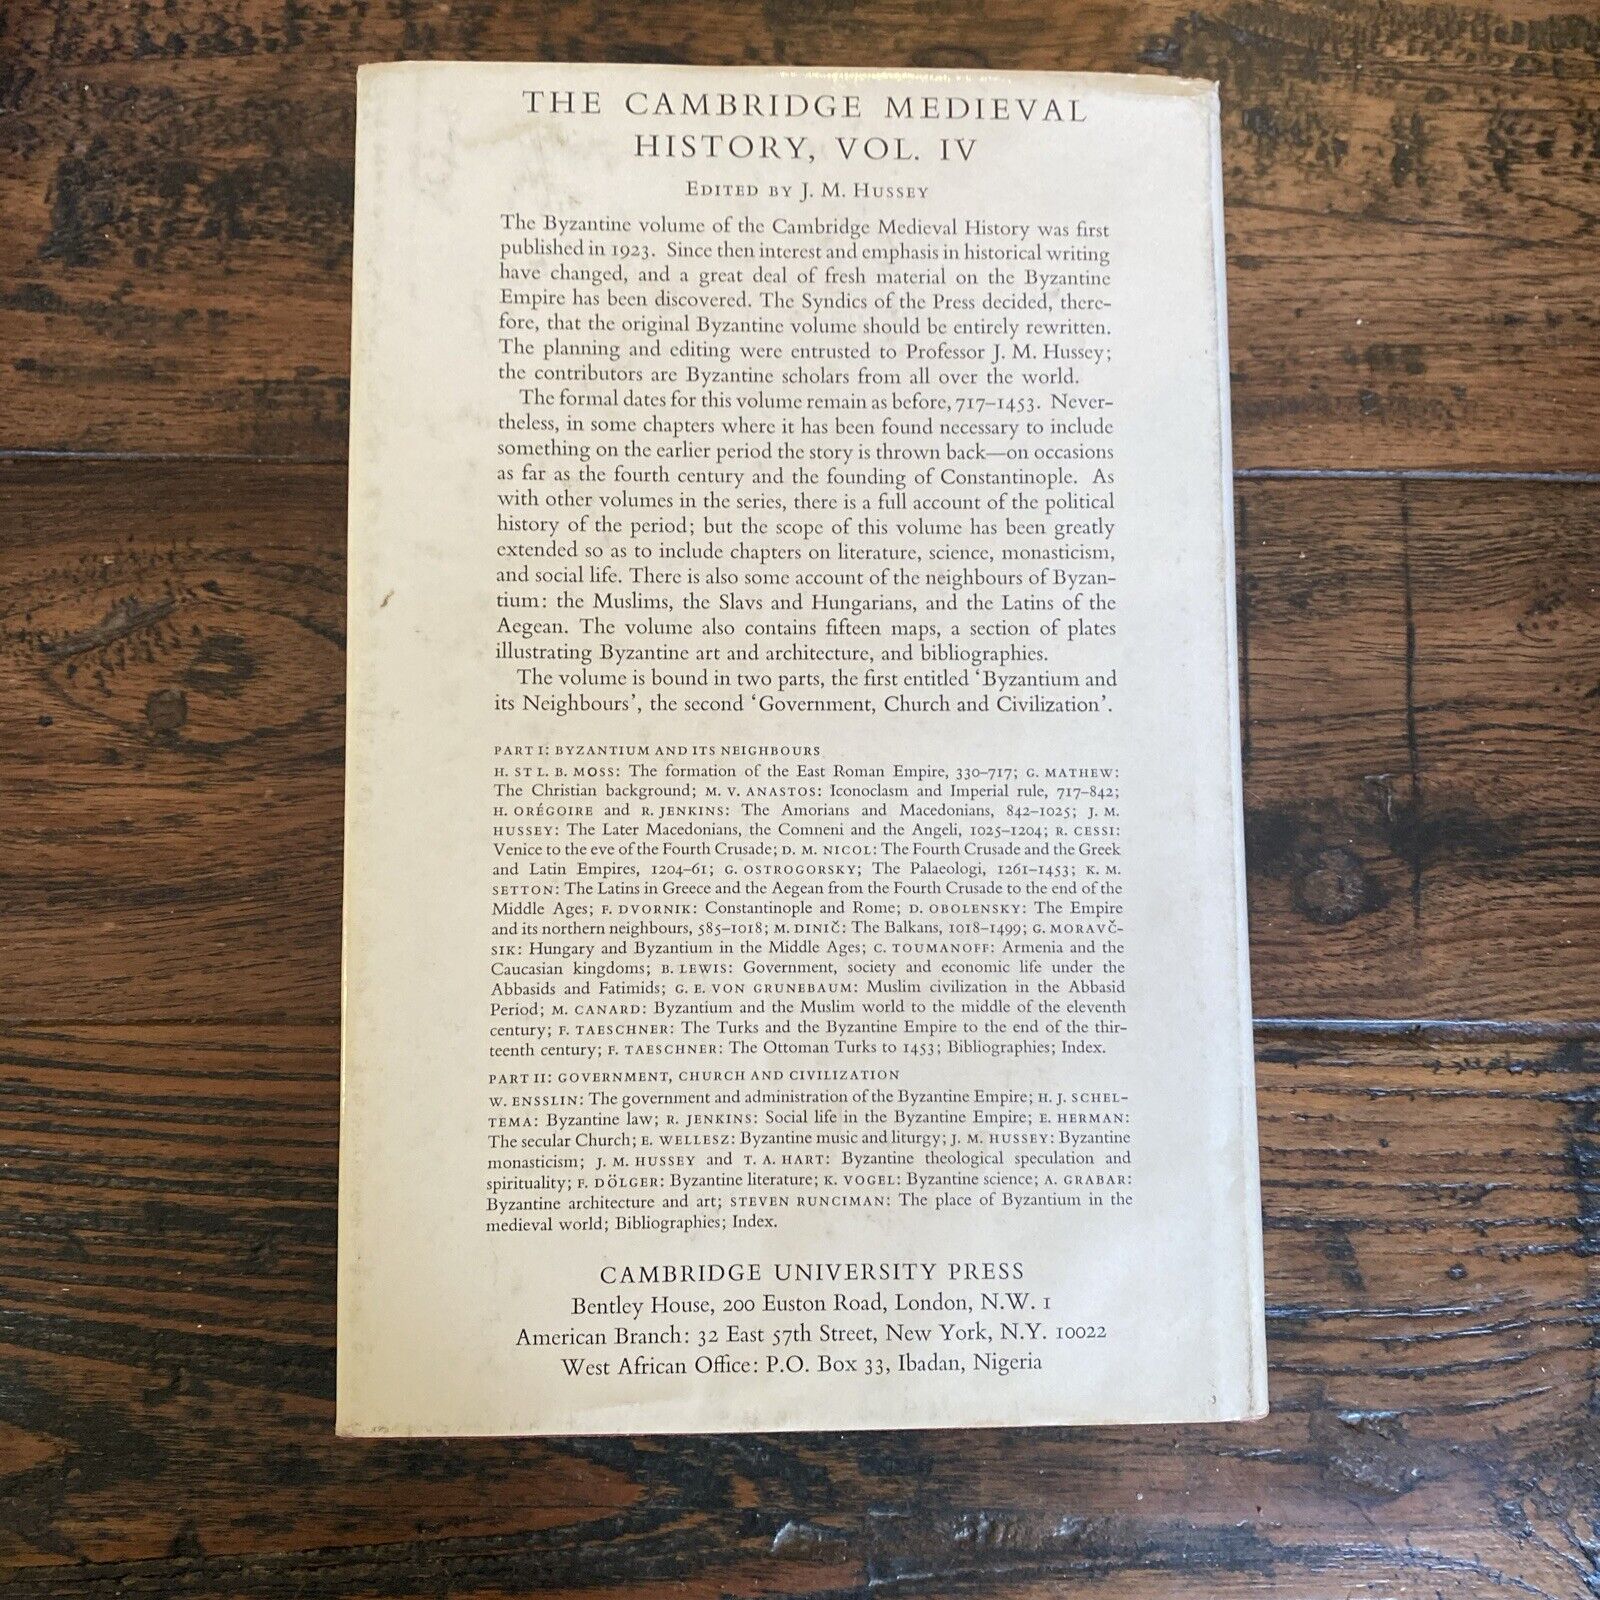 THE CAMBRIDGE MEDIEVAL
HISTORY, VOL. IV
EDITED BY J. M. HUSSEY
The Byzantine volume of the Cambridge Medieval History was first
published in 1923. Since then interest and emphasis in historical writing
have changed, and a great deal of fresh material on the Byzantine
Empire has been discovered. The Syndics of the Press decided, there-
fore, that the original Byzantine volume should be entirely rewritten.
The planning and editing were entrusted to Professor J. M. Hussey;
the contributors are Byzantine scholars from all over the world.
The formal dates for this volume remain as before, 717–1453. Never-
theless, in some chapters where it has been found necessary to include
something on the earlier period the story is thrown back—on occasions
as far as the fourth century and the founding of Constantinople. As
with other volumes in the series, there is a full account of the political
history of the period; but the scope of this volume has been greatly
extended so as to include chapters on literature, science, monasticism,
and social life. There is also some account of the neighbours of Byzan-
tium: the Muslims, the Slavs and Hungarians, and the Latins of the
Aegean. The volume also contains fifteen maps, a section of plates
illustrating Byzantine art and architecture, and bibliographies.
The volume is bound in two parts, the first entitled ‘Byzantium and
its Neighbours’, the second ‘Government, Church and Civilization’.
PART I: BYZANTIUM AND ITS NEIGHBOURS
H. ST L. B. MOSS: The formation of the East Roman Empire, 330–717; G. MATHEW:
The Christian background; M. V. ANASTOS: Iconoclasm and Imperial rule, 717–842;
H. ORÉGOIRE and R. JENKINS: The Amorians and Macedonians, 842–1025; J. M.
HUSSEY: The Later Macedonians, the Comneni and the Angeli, 1025–1204; R. CESSI:
Venice to the eve of the Fourth Crusade; D. M. NICOL: The Fourth Crusade and the Greek
and Latin Empires, 1204–61; G. OSTROGORSKY; The Palaeologi, 1261–1453; K. M.
SETTON: The Latins in Greece and the Aegean from the Fourth Crusade to the end of the
Middle Ages; F. DVORNIK: Constantinople and Rome; D. OBOLENSKY: The Empire
and its northern neighbours, 585–1018; M. DINIČ: The Balkans, 1018–1499; G. MORAVČ-
SIK: Hungary and Byzantium in the Middle Ages; C. TOUMANOFF: Armenia and the
Caucasian kingdoms; B. LEWIS: Government, society and economic life under the
Abbasids and Fatimids; G. E. VON GRUNEBAUM: Muslim civilization in the Abbasid
Period; M. CANARD: Byzantium and the Muslim world to the middle of the eleventh
century; F. TAESCHNER: The Turks and the Byzantine Empire to the end of the thir-
teenth century; F. TAESCHNER: The Ottoman Turks to 1453; Bibliographies; Index.
PART II: GOVERNMENT, CHURCH AND CIVILIZATION
W. ENSSLIN: The government and administration of the Byzantine Empire; H. J. SCHEL-
TEMA: Byzantine law; R. JENKINS: Social life in the Byzantine Empire; E. HERMAN:
The secular Church; E. WELLESZ: Byzantine music and liturgy; J. M. HUSSEY: Byzantine
monasticism; J. M. HUSSEY and T. A. HART: Byzantine theological speculation and
spirituality; F. DÖLGER: Byzantine literature; K. VOGEL: Byzantine science; A. GRABAR:
Byzantine architecture and art; STEVEN RUNCIMAN: The place of Byzantium in the
medieval world; Bibliographies; Index.
CAMBRIDGE UNIVERSITY PRESS
Bentley House, 200 Euston Road, London, N.W. 1
American Branch: 32 East 57th Street, New York, N.Y. 10022
West African Office: P.O. Box 33, Ibadan, Nigeria